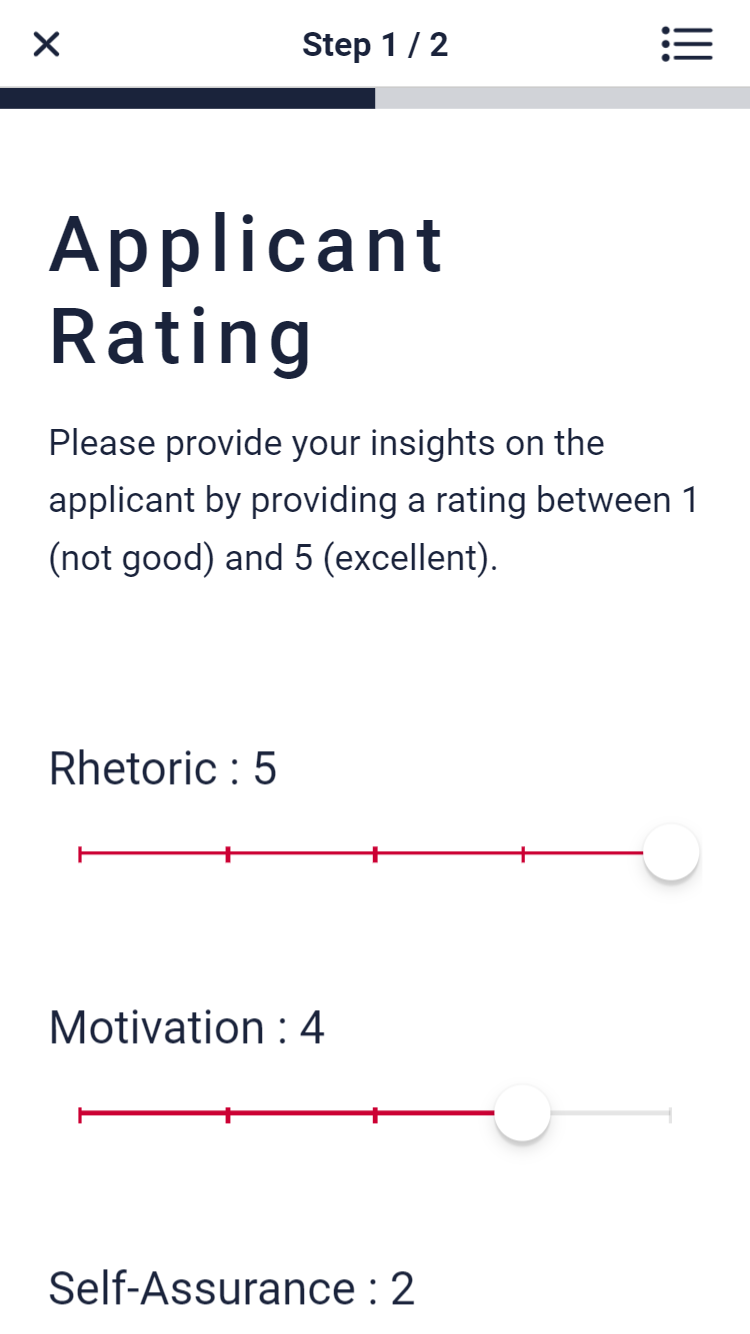 Step 1 / 2
Applicant
Rating
Please provide your insights on the
applicant by providing a rating between 1
(not good) and 5 (excellent).
Rhetoric : 5
Motivation : 4
Self-Assurance : 2